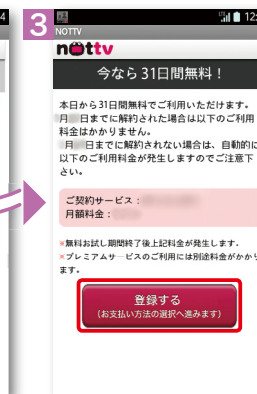 4
3
12:
NOTTV
nottv
今なら31日間無料！
本日から31日間無料でご利用いただけます。
月 日までに解約された場合は以下のご利用
料金はかかりません。
月 日までに解約されない場合は、自動的に
以下のご利用料金が発生しますのでご注意下
さい。
ご契約サービス：
月額料金：
※無料お試し期間終了後上記料金が発生します。
※プレミアムサービスのご利用には別途料金がかかり
ます。
登録する
(お支払い方法の選択へ進みます)